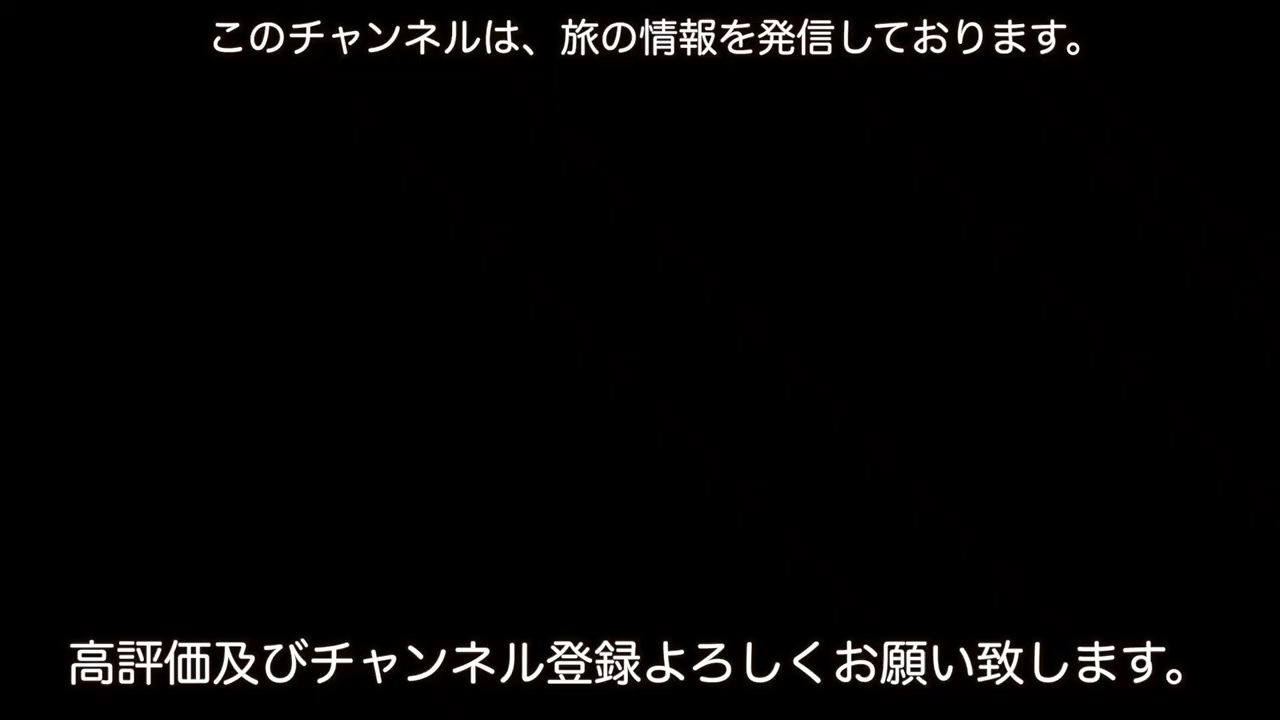 このチャンネルは、旅の情報を発信しております。
高評価及びチャンネル登録よろしくお願い致します。